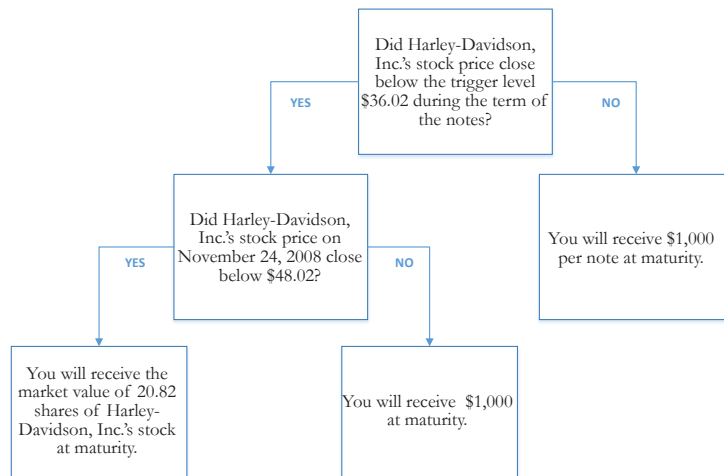 Did Harley-Davidson,
Inc.'s stock price close
below the trigger level
$36.02 during the term of
the notes?
YES
NO
Did Harley-Davidson,
Inc.'s stock price on
November 24, 2008 close
below $48.02?
You will receive $1,000
per note at maturity.
YES
NO
You will receive the
market value of 20.82
shares of Harley-
Davidson, Inc.'s stock
at maturity.
You will receive $1,000
at maturity.